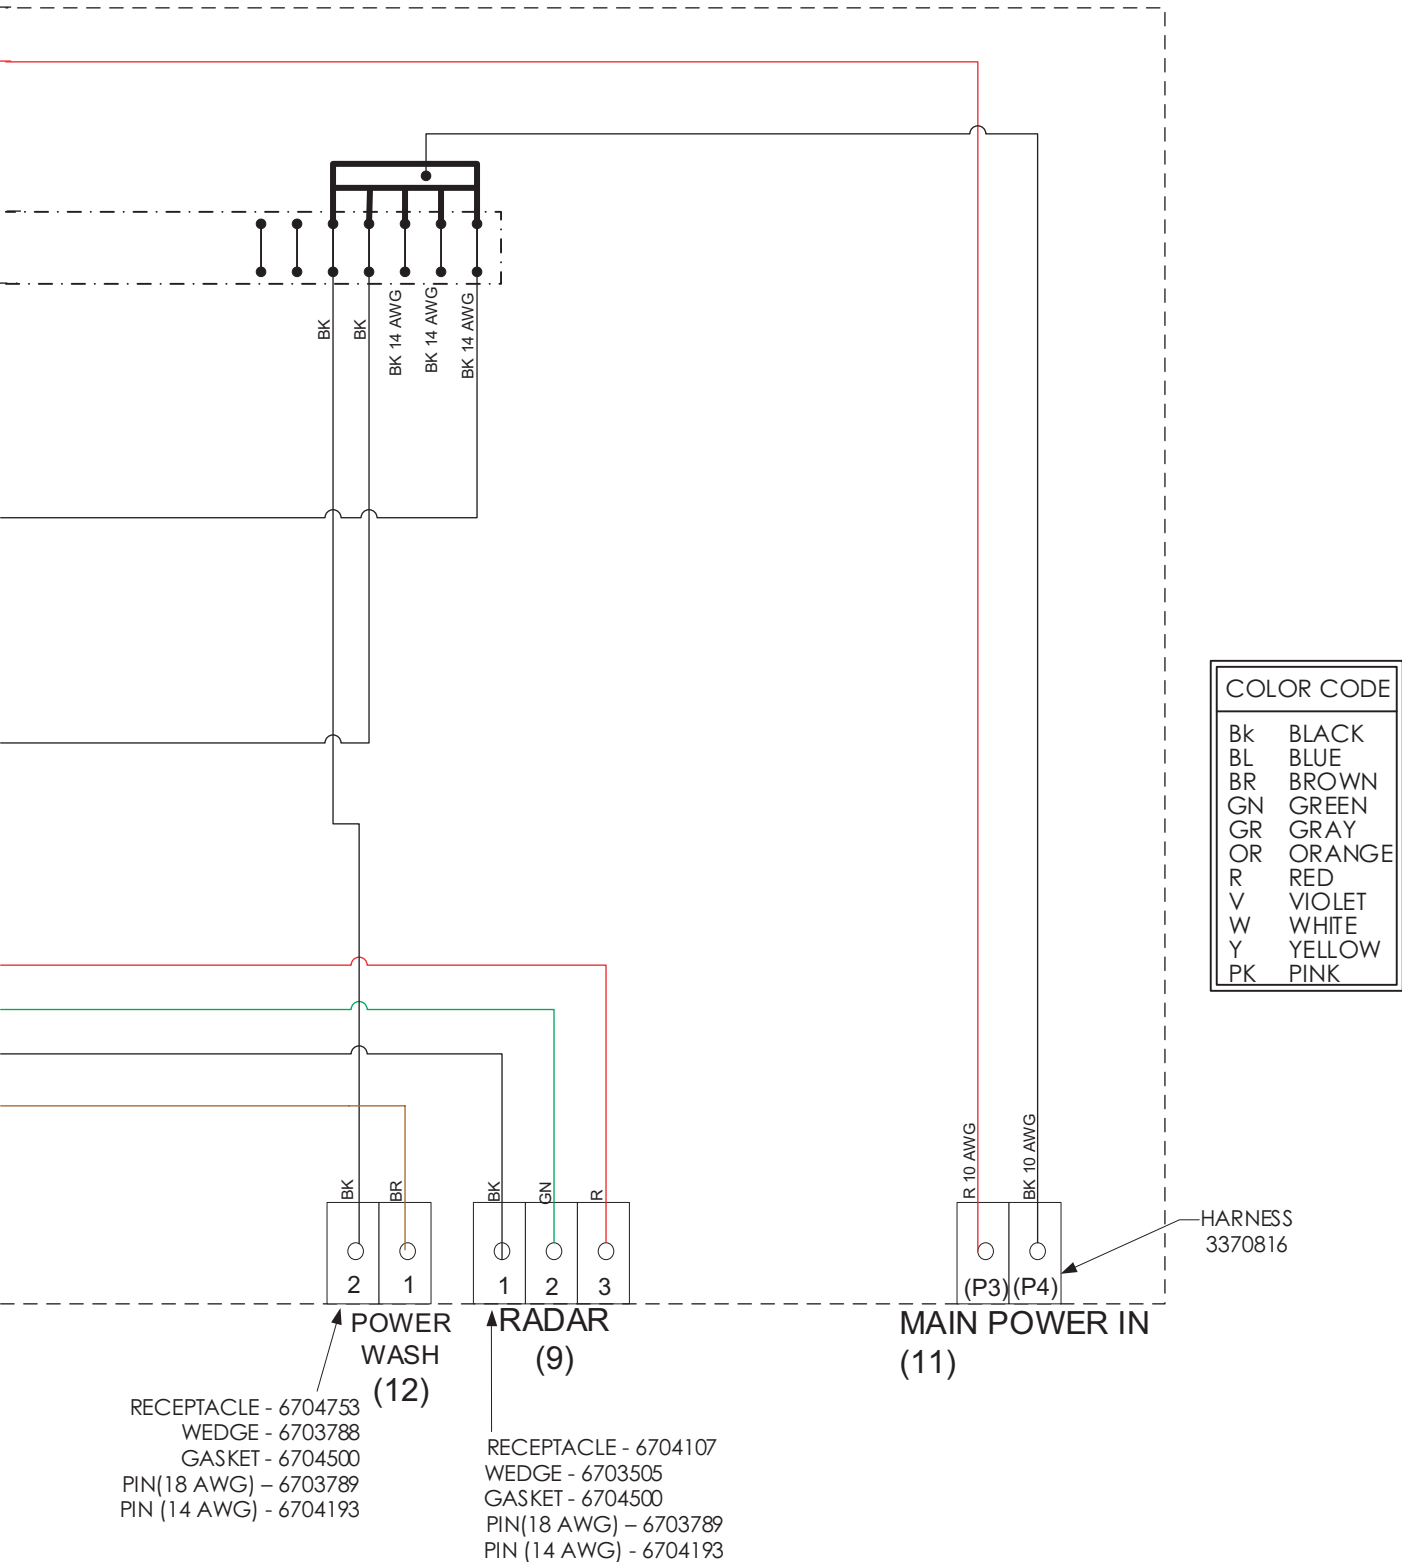 BK
BK
BK 14 AWG
BK 14 AWG
BK 14 AWG
COLOR CODE
Bk BLACK
BL BLUE
BR BROWN
GN GREEN
GR GRAY
OR ORANGE
R RED
V VIOLET
W WHITE
Y YELLOW
PK PINK
BK
BR
BK
GN
R
R 10 AWG
BK 10 AWG
2 1
1 2 3
(P3) (P4)
HARNESS
3370816
POWER
WASH
(12)
RADAR
(9)
MAIN POWER IN
(11)
RECEPTACLE - 6704753
WEDGE - 6703788
GASKET - 6704500
PIN(18 AWG) – 6703789
PIN (14 AWG) - 6704193
RECEPTACLE - 6704107
WEDGE - 6703505
GASKET - 6704500
PIN(18 AWG) – 6703789
PIN (14 AWG) - 6704193